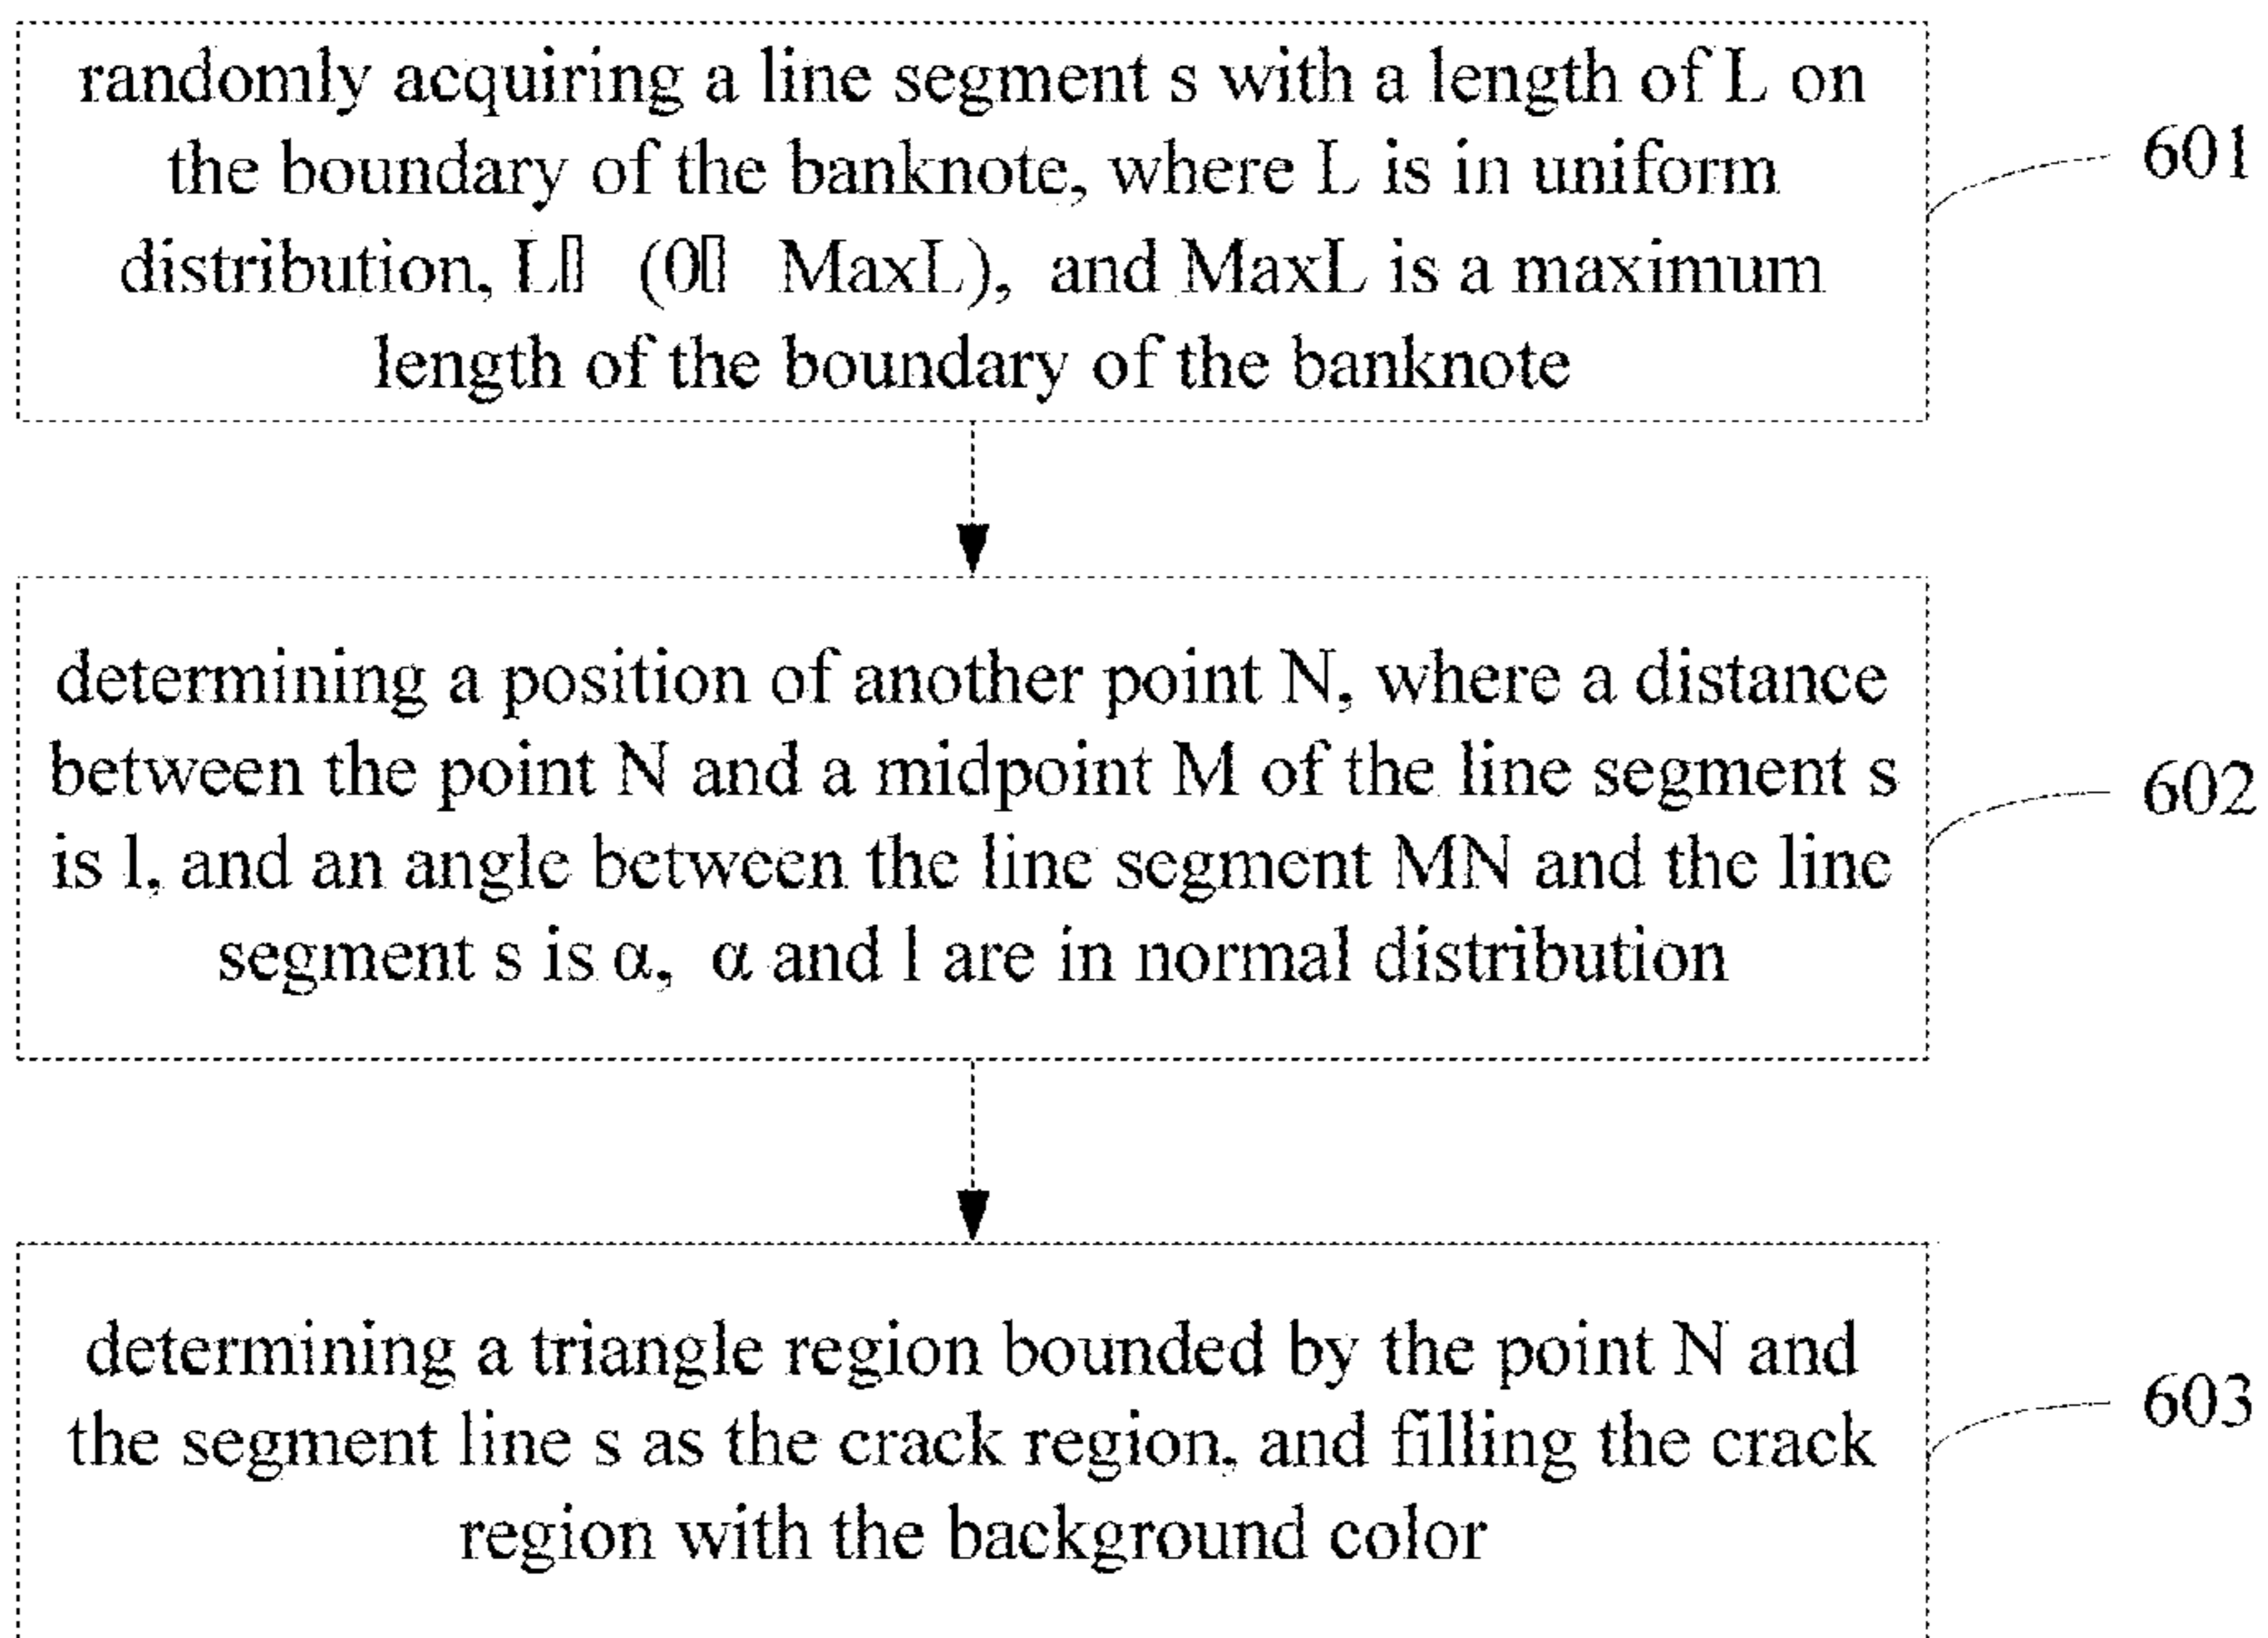 randomly acquiring a line segment s with a length of L on
the boundary of the banknote, where L is in uniform
distribution, L▯ (0▯ MaxL), and MaxL is a maximum
length of the boundary of the banknote
601
determining a position of another point N, where a distance
between the point N and a midpoint M of the line segment s
is l, and an angle between the line segment MN and the line
segment s is α, α and l are in normal distribution
602
determining a triangle region bounded by the point N and
the segment line s as the crack region, and filling the crack
region with the background color
603